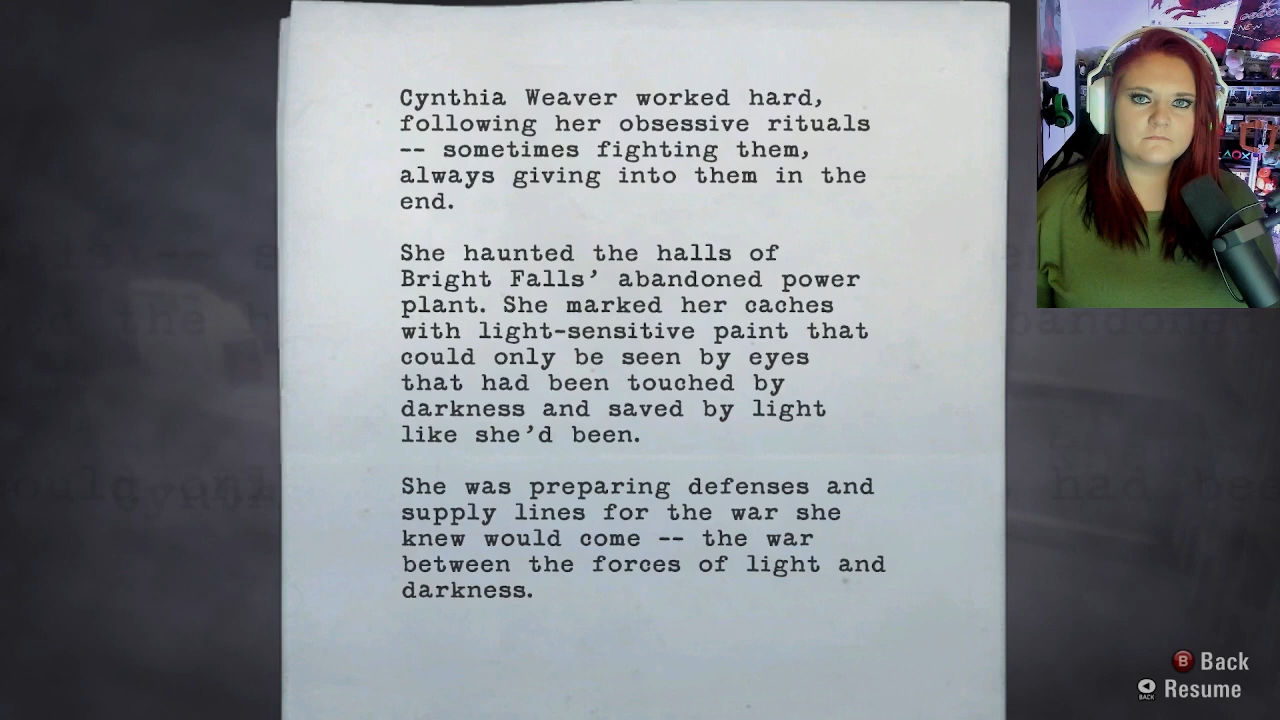 Cynthia Weaver worked hard,
following her obsessive rituals
-- sometimes fighting them,
always giving into them in the
end.
She haunted the halls of
Bright Falls’ abandoned power
plant. She marked her caches
with light-sensitive paint that
could only be seen by eyes
that had been touched by
darkness and saved by light
like she’d been.
She was preparing defenses and
supply lines for the war she
knew would come -- the war
between the forces of light and
darkness.
B Back
BACK Resume